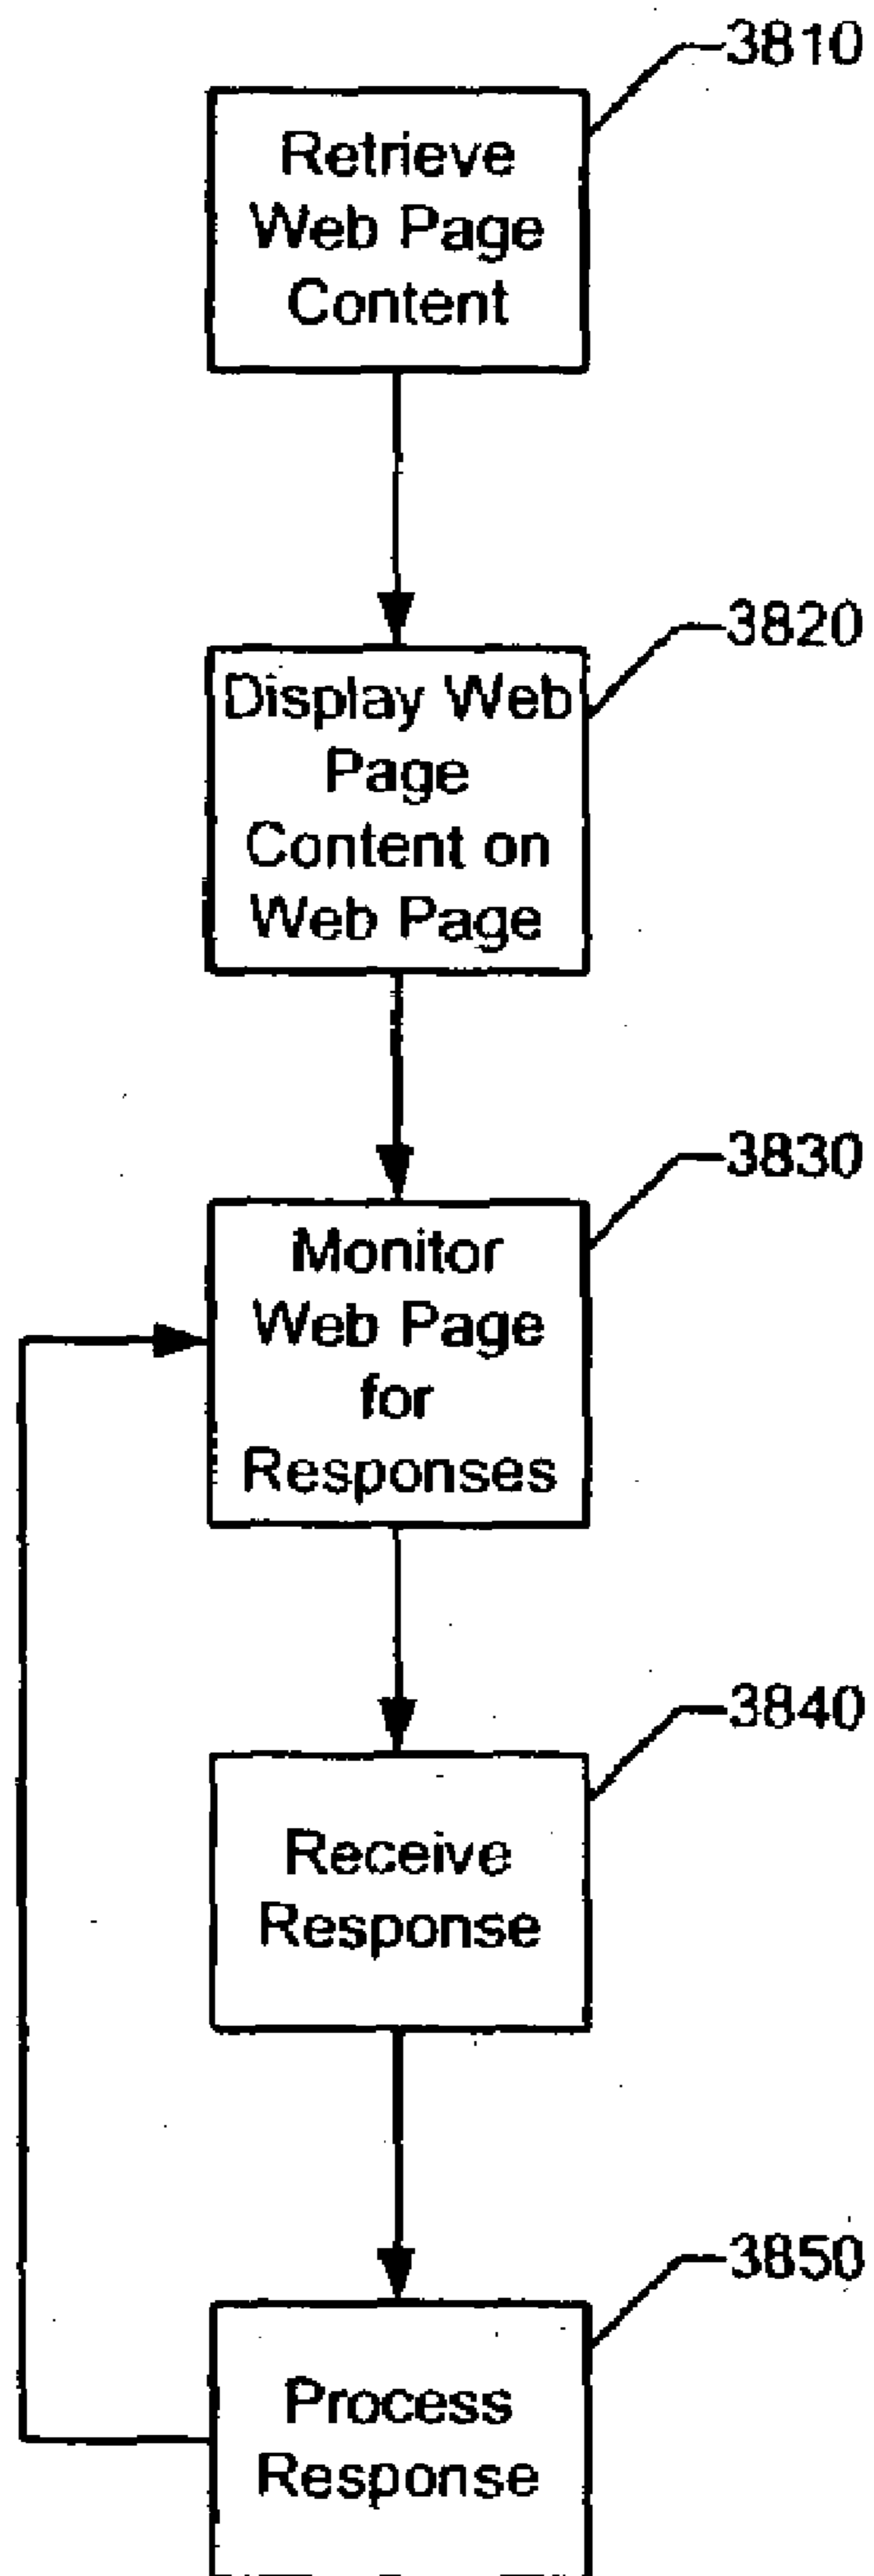 3810
Retrieve
Web Page
Content
3820
Display Web
Page
Content on
Web Page
3830
Monitor
Web Page
for
Responses
3840
Receive
Response
3850
Process
Response